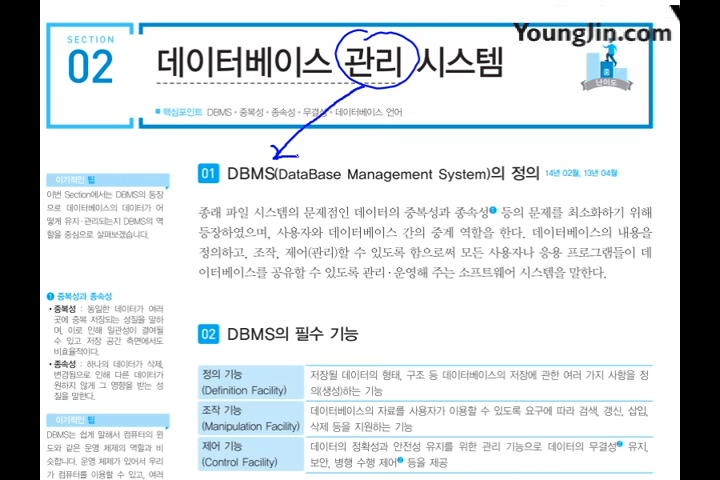 YoungJin.com
SECTION
02
데이터베이스 관리 시스템
중
난이도
■ 핵심포인트 DBMS • 중복성 • 종속성 • 무결성 • 데이터베이스 언어
01 DBMS(DataBase Management System)의 정의 14년 02월, 13년 04월
종래 파일 시스템의 문제점인 데이터의 중복성과 종속성❶ 등의 문제를 최소화하기 위해
등장하였으며, 사용자와 데이터베이스 간의 중계 역할을 한다. 데이터베이스의 내용을
정의하고, 조작, 제어(관리)할 수 있도록 함으로써 모든 사용자나 응용 프로그램들이 데
이터베이스를 공유할 수 있도록 관리·운영해 주는 소프트웨어 시스템을 말한다.
이기적인 팁
이번 Section에서는 DBMS의 등장
으로 데이터베이스의 데이터가 어
떻게 유지·관리되는지 DBMS의 역
할을 중심으로 살펴보겠습니다.
❶ 중복성과 종속성
• 중복성 : 동일한 데이터가 여러
곳에 중복 저장되는 성질을 말하
며, 이로 인해 일관성이 결여될
수 있고 저장 공간 측면에서도
비효율적이다.
• 종속성 : 하나의 데이터가 삭제,
변경됨으로 인해 다른 데이터가
원하지 않게 그 영향을 받는 성
질을 말한다.
이기적인 팁
DBMS는 쉽게 말해서 컴퓨터의 윈
도와 같은 운영 체제의 역할과 비
슷합니다. 운영 체제가 있어서 우리
가 컴퓨터를 이용할 수 있고, 여러
02 DBMS의 필수 기능
정의 기능
(Definition Facility)
저장될 데이터의 형태, 구조 등 데이터베이스의 저장에 관한 여러 가지 사항을 정
의(생성)하는 기능
조작 기능
(Manipulation Facility)
데이터베이스의 자료를 사용자가 이용할 수 있도록 요구에 따라 검색, 갱신, 삽입,
삭제 등을 지원하는 기능
제어 기능
(Control Facility)
데이터의 정확성과 안전성 유지를 위한 관리 기능으로 데이터의 무결성❷ 유지,
보안, 병행 수행 제어❸ 등을 제공